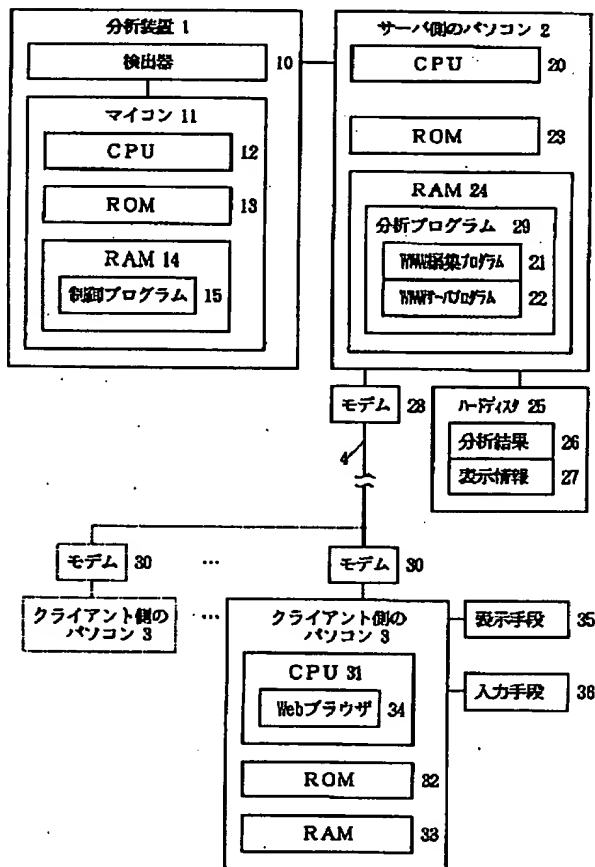 分析装置 1
検出器 10
マイコン 11
CPU 12
ROM 13
RAM 14
制御プログラム 15
サーバ側のパソコン 2
CPU 20
ROM 23
RAM 24
分析プログラム 29
WWW構築プログラム 21
WWWサーバプログラム 22
モデム 28
ハードディスク 25
分析結果 26
表示情報 27
4
モデム 30
…
モデム 30
クライアント側の
パソコン 3
…
クライアント側の
パソコン 3
CPU 31
Webブラウザ 34
ROM 32
RAM 33
表示手段 35
入力手段 36